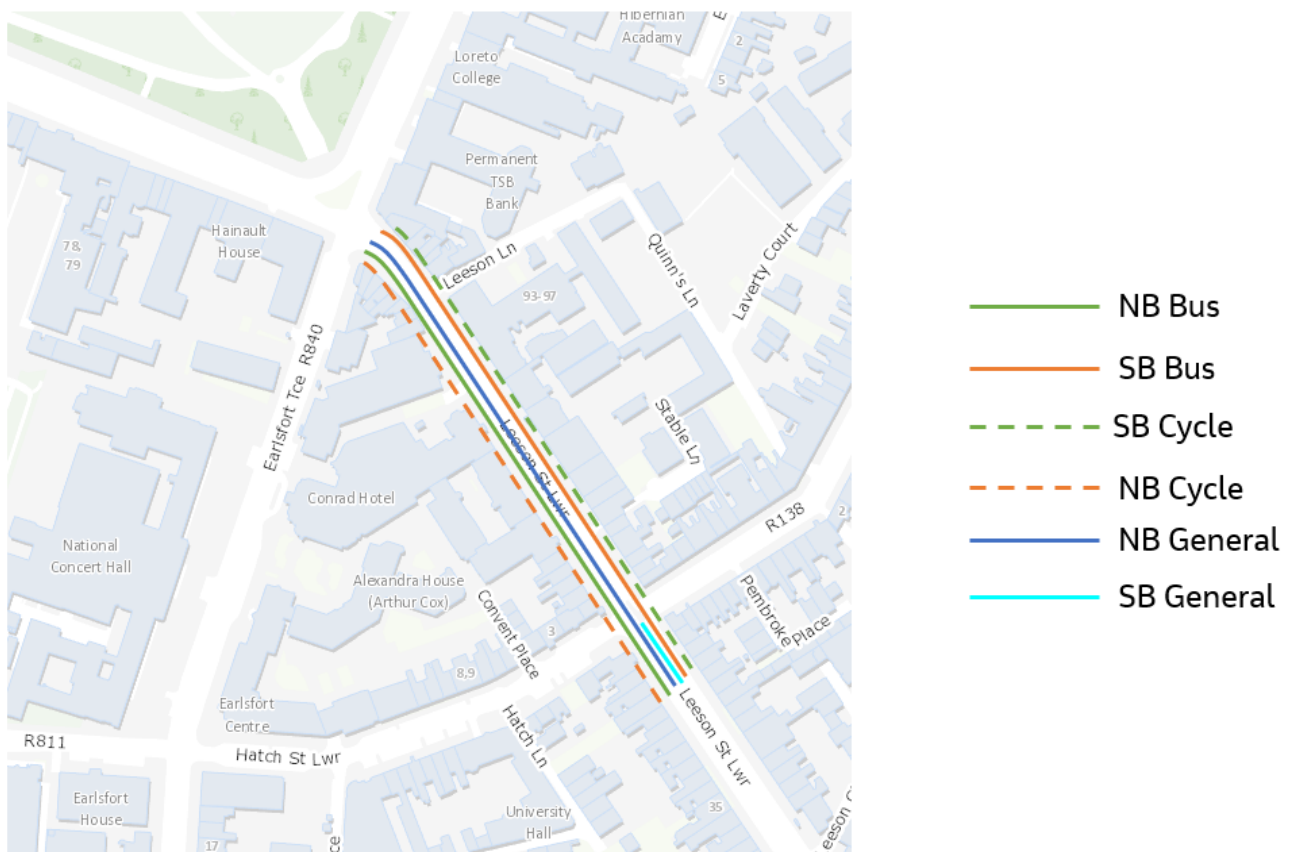 Hibernian
Acadamy
E
2
5
Loreto
College
Permanent
TSB
Bank
Hainault
House
78,
79
Leeson Ln
93-97
Quinn's Ln
Laverty Court
Earlsfort Tce R840
Stable Ln
Leeson St Lwr
Conrad Hotel
R138
2
National
Concert Hall
Alexandra House
(Arthur Cox)
Convent Place
3
Pembroke
Place
8,9
Earlsfort
Centre
Leeson St Lwr
Hatch Ln
R811
Hatch St Lwr
Earlsfort
House
University
Hall
35
17
ce
eeson
NB Bus
SB Bus
SB Cycle
NB Cycle
NB General
SB General